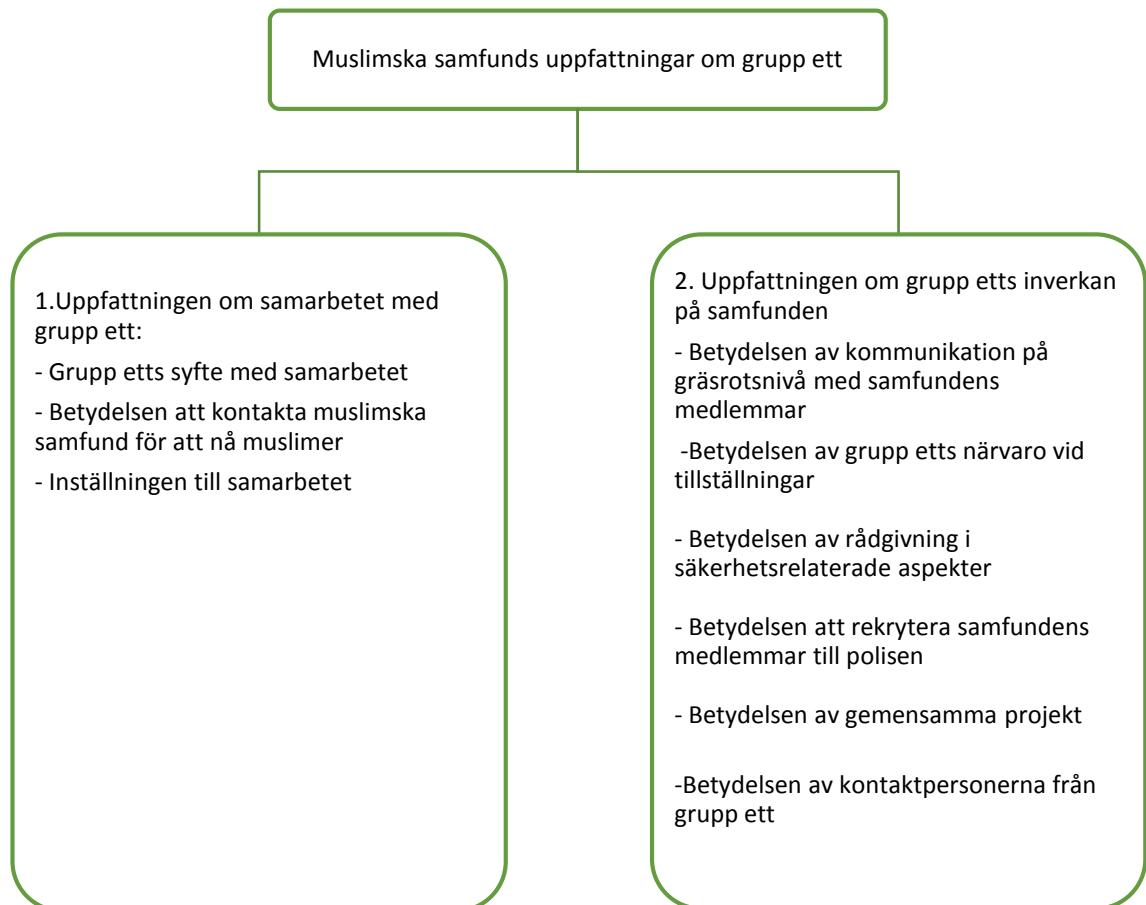 Muslimska samfunds uppfattningar om grupp ett
1.Uppfattningen om samarbetet med
grupp ett:
- Grupp etts syfte med samarbetet
- Betydelsen att kontakta muslimska
samfund för att nå muslimer
- Inställningen till samarbetet
2. Uppfattningen om grupp etts inverkan
på samfunden
- Betydelsen av kommunikation på
gräsrotsnivå med samfundens
medlemmar
-Betydelsen av grupp etts närvaro vid
tillställningar
- Betydelsen av rådgivning i
säkerhetsrelaterade aspekter
- Betydelsen att rekrytera samfundens
medlemmar till polisen
- Betydelsen av gemensamma projekt
-Betydelsen av kontaktpersonerna från
grupp ett